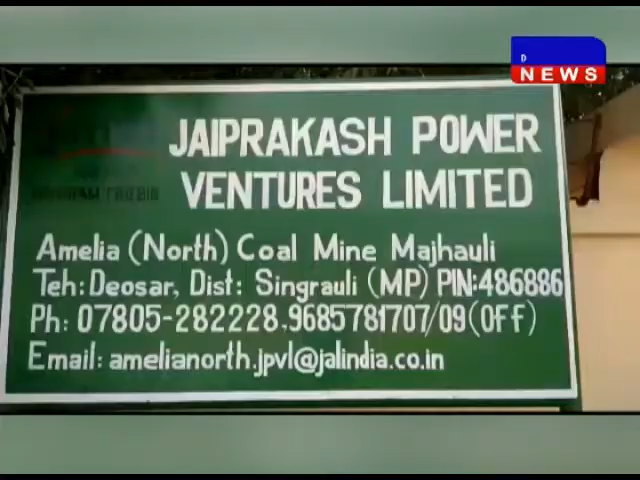 D
NEWS
JAIPRAKASH POWER
VENTURES LIMITED
Amelia (North) Coal Mine Majhauli
Teh: Deosar, Dist: Singrauli (MP) PIN:486886
Ph: 07805-282228,9685781707/09(Off)
Email: amelianorth.jpvl@jalindia.co.in